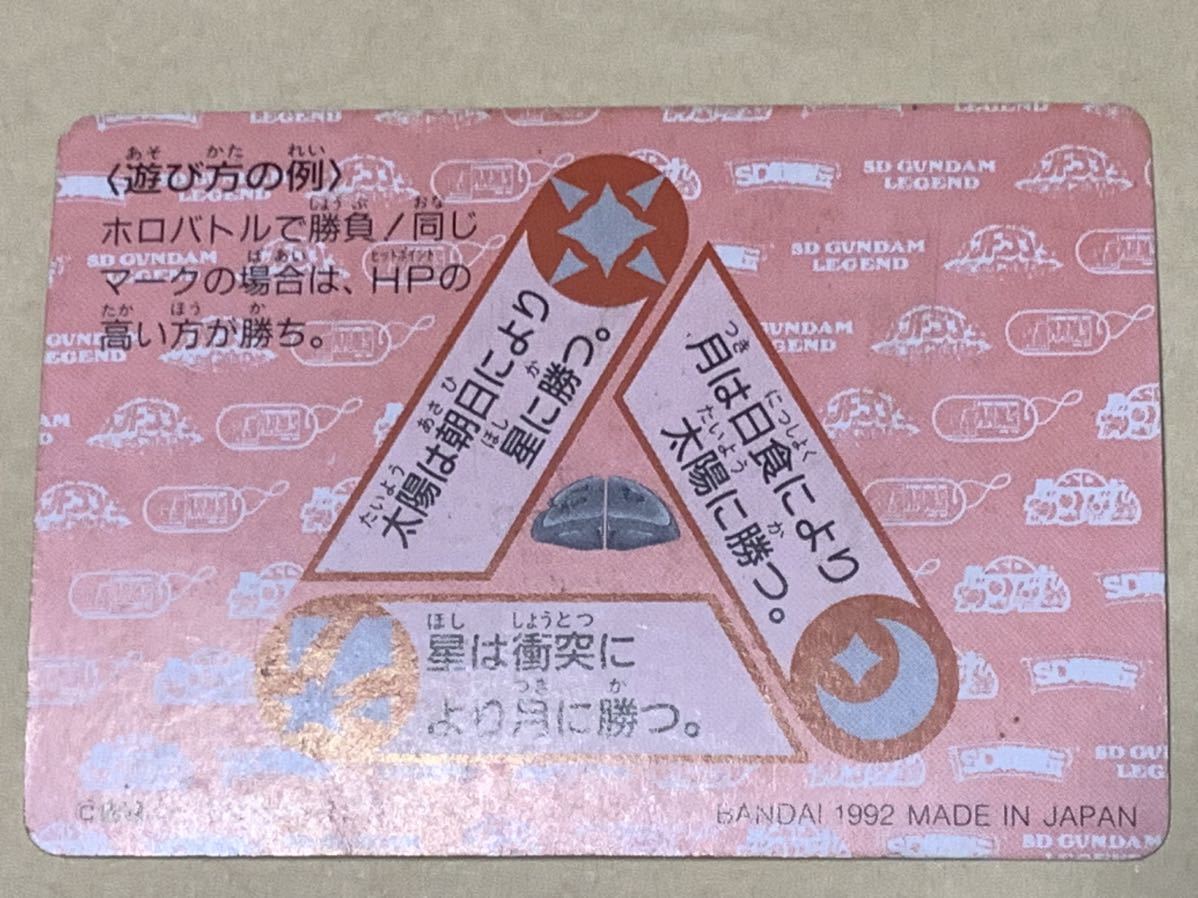 〈遊び方の例〉
ホロバトルで勝負!同じ
マークの場合は、HPの
高い方が勝ち。
太陽は朝日により
星に勝つ。
月は日食により
太陽に勝つ。
星は衝突に
より月に勝つ。
BANDAI 1992 MADE IN JAPAN
SD GUNDAM
LEGEND
SD GUNDAM
LEGEND